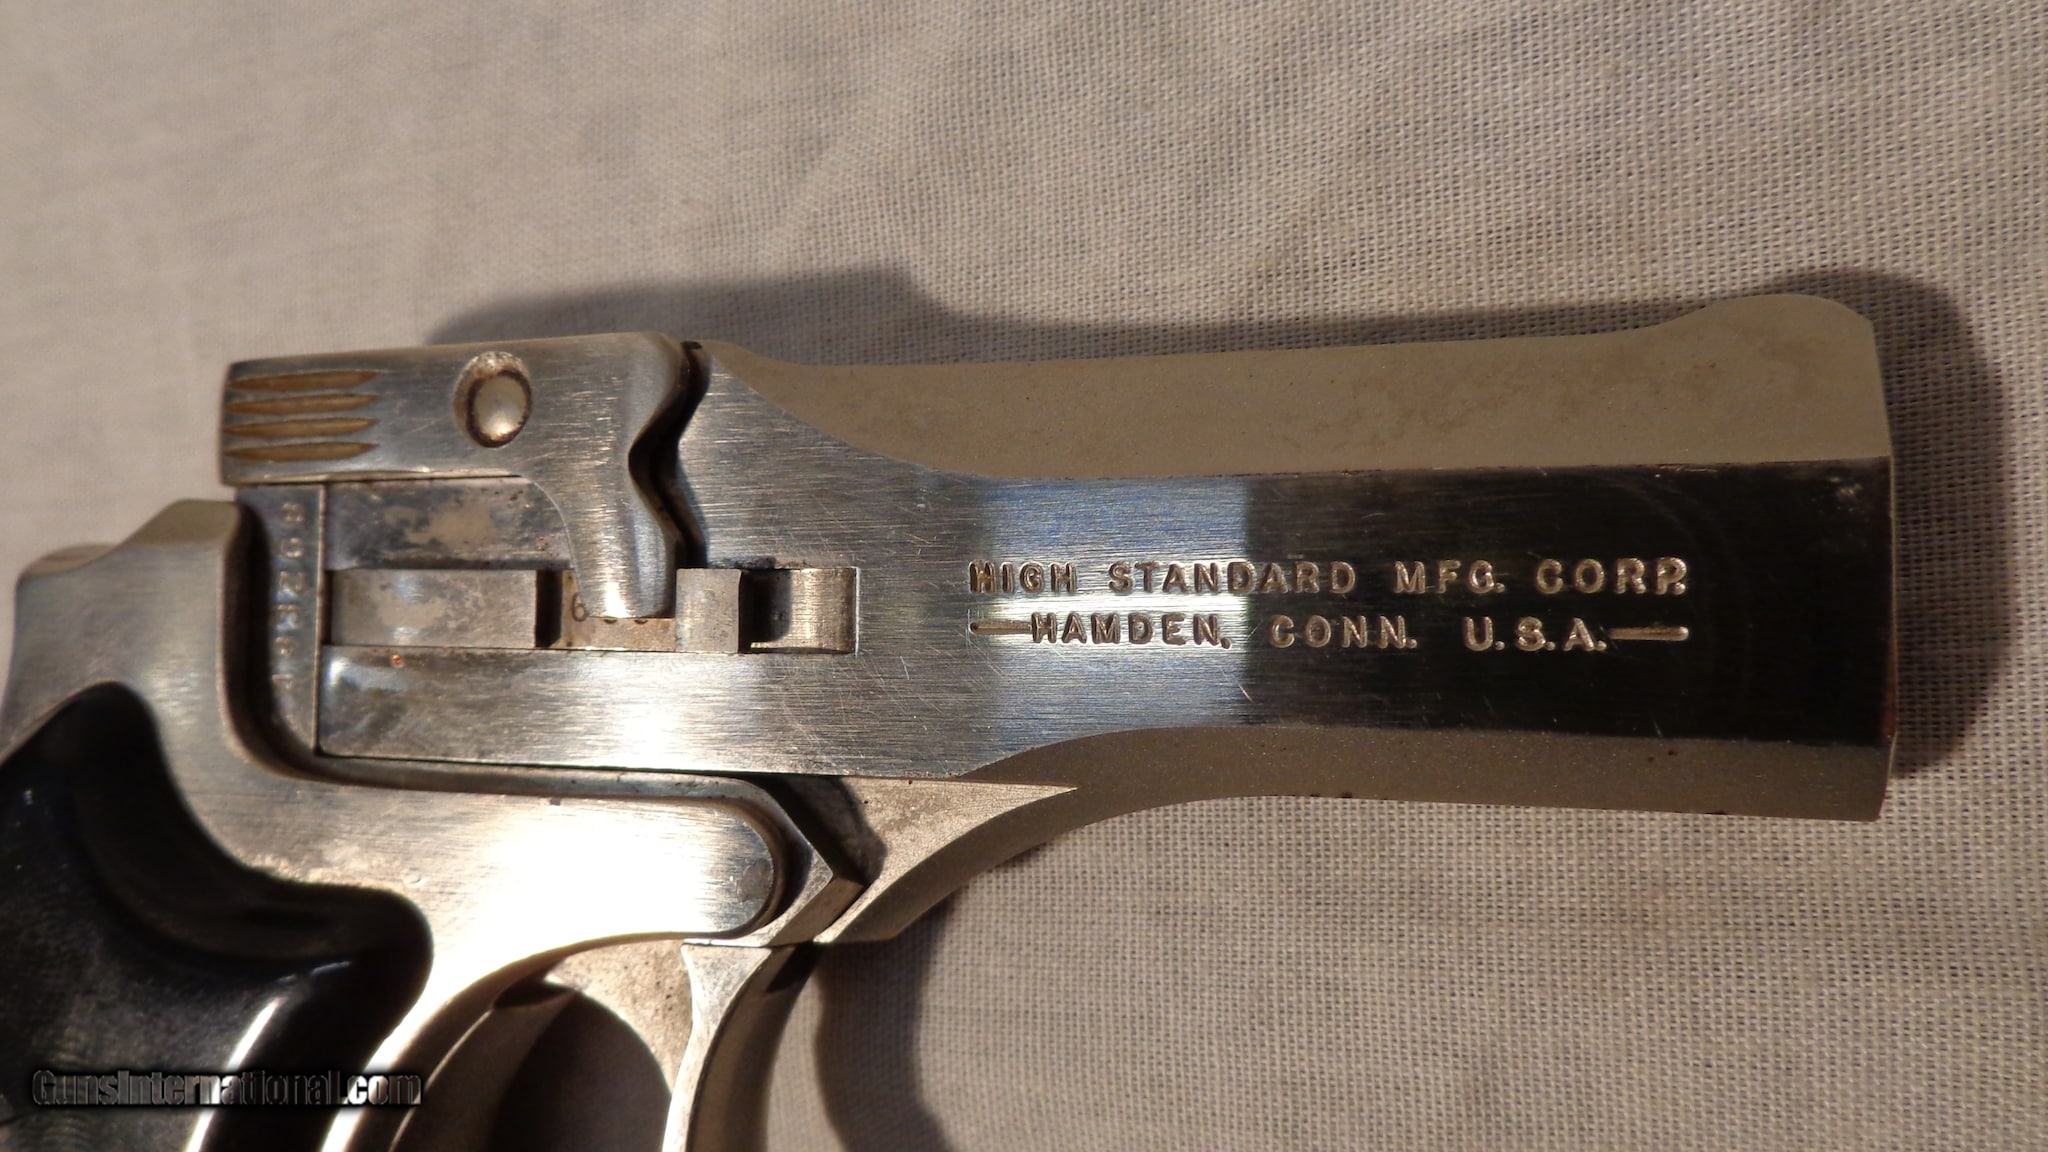 HIGH STANDARD MFG. CORP.
HAMDEN, CONN. U.S.A.
GunsInternational.com